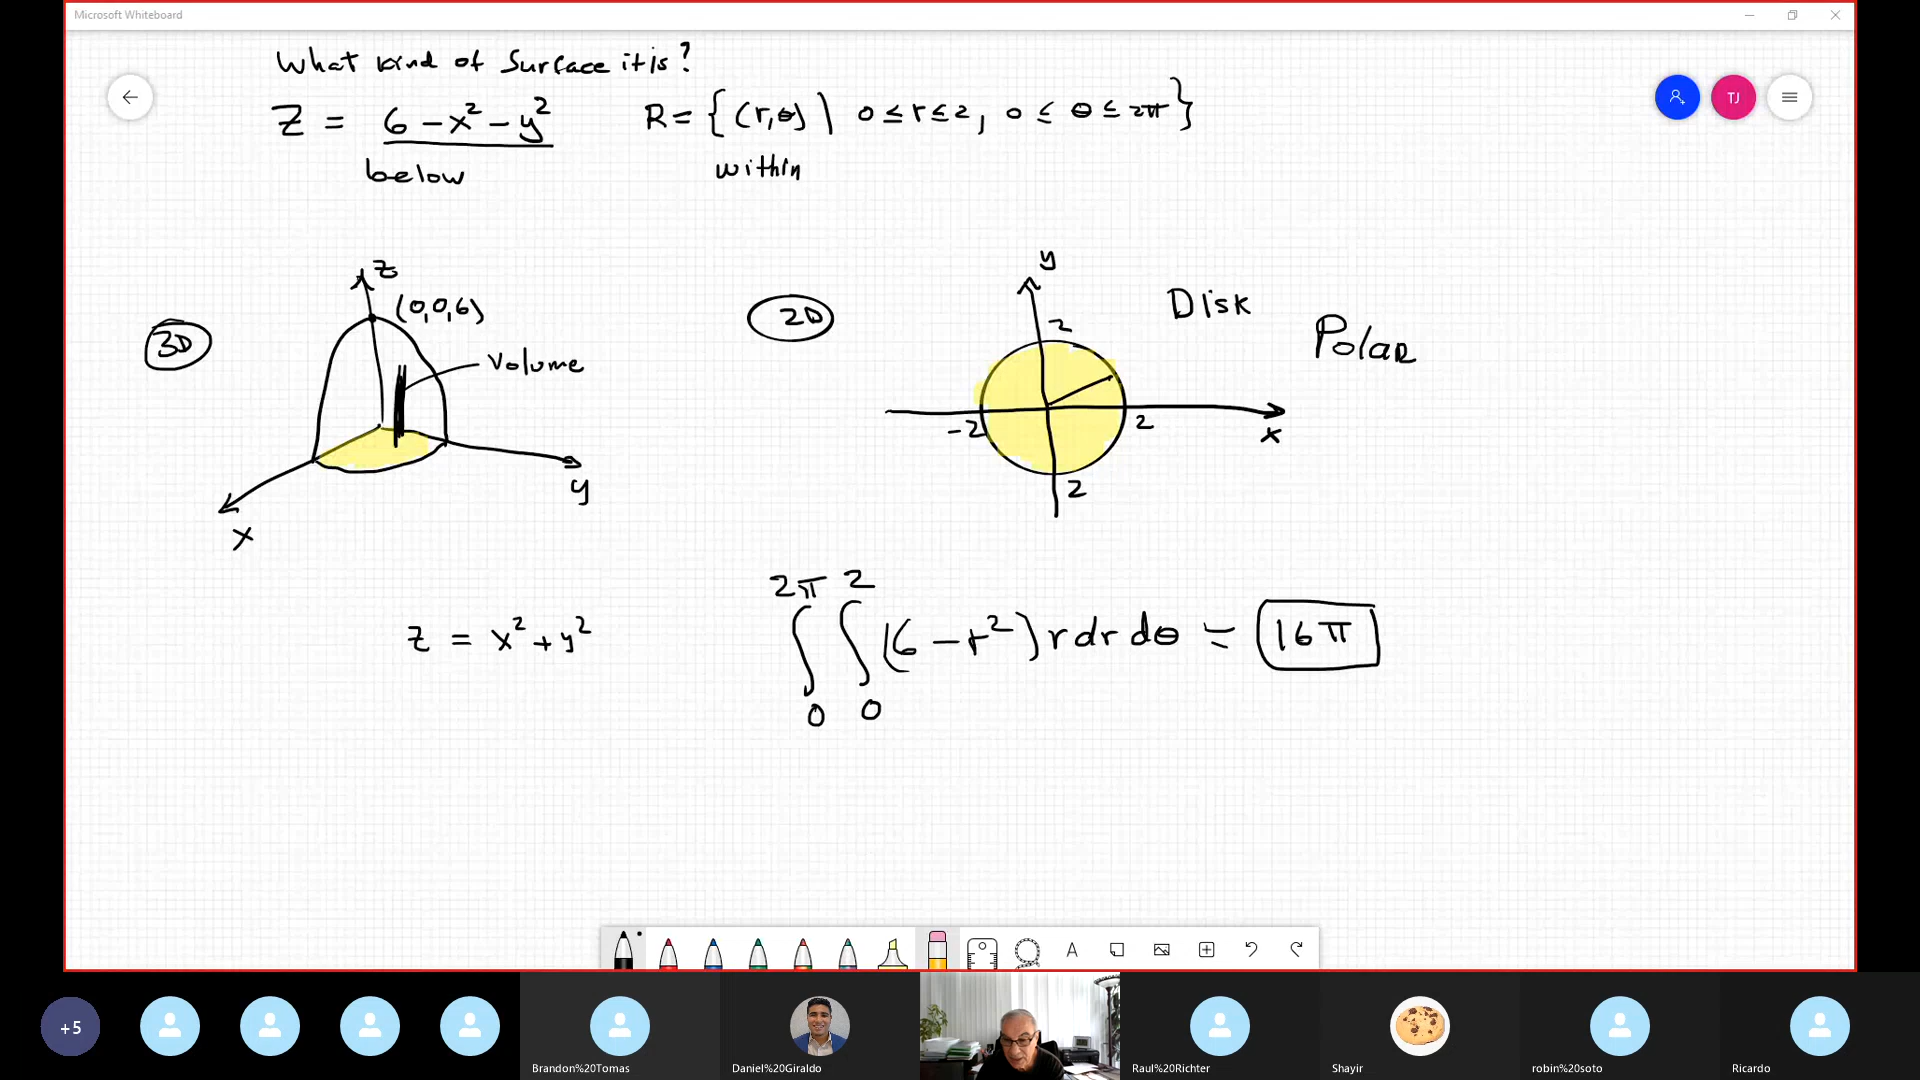 Microsoft Whiteboard
What kind of Surface it is?
Z = 6 - x² - y²
R = { (r,θ) \ 0 ≤ r ≤ 2, 0 ≤ θ ≤ 2π }
below
within
TJ
3D
z
(0,0,6)
Volume
y
x
2D
y
2
Disk
Polar
-2
2
x
2
z = x² + y²
∫₀^2π ∫₀^2 (6 - r²) r dr dθ = 16π
A
+5
Brandon%20Tomas
Daniel%20Giraldo
Raul%20Richter
Shayir
robin%20soto
Ricardo